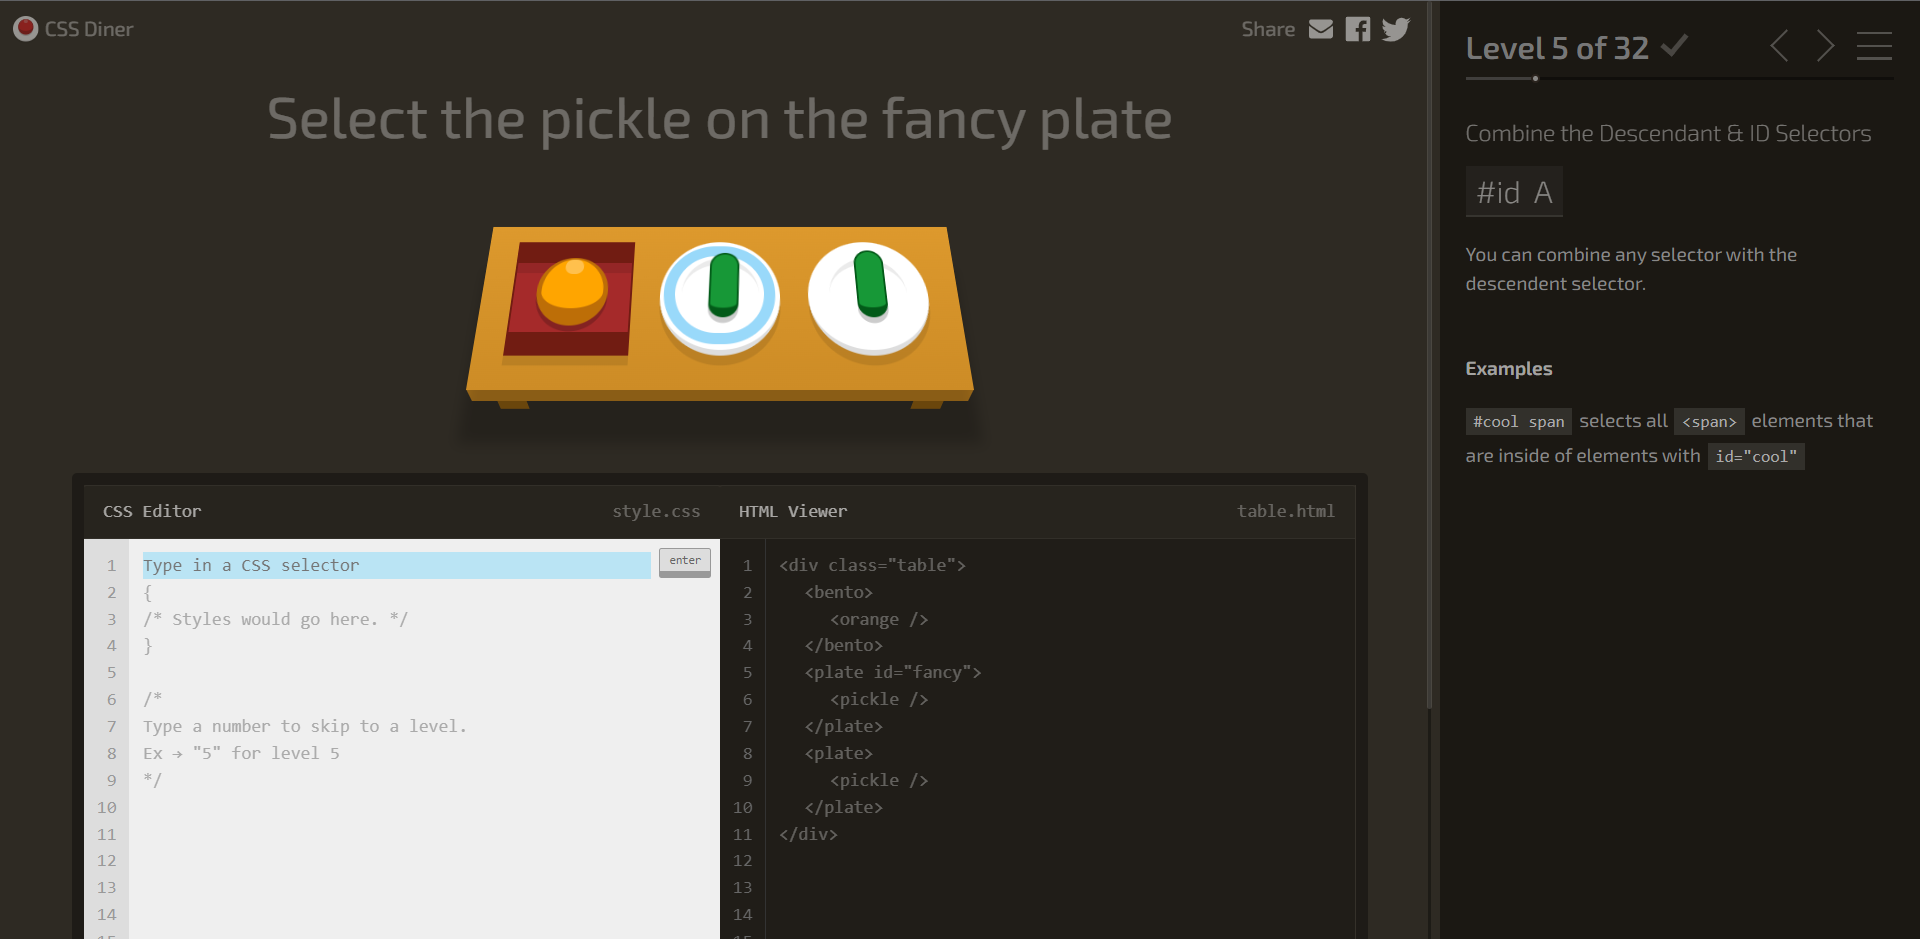 CSS Diner
Share
Select the pickle on the fancy plate
CSS Editor
style.css
1 Type in a CSS selector
enter
2 {
3 /* Styles would go here. */
4 }
5
6 /*
7 Type a number to skip to a level.
8 Ex → "5" for level 5
9 */
10
11
12
13
14
15
HTML Viewer
table.html
1 <div class="table">
2 <bento>
3 <orange />
4 </bento>
5 <plate id="fancy">
6 <pickle />
7 </plate>
8 <plate>
9 <pickle />
10 </plate>
11 </div>
12
13
14
15
Level 5 of 32
Combine the Descendant & ID Selectors
#id A
You can combine any selector with the
descendent selector.
Examples
#cool span selects all <span> elements that
are inside of elements with id="cool"